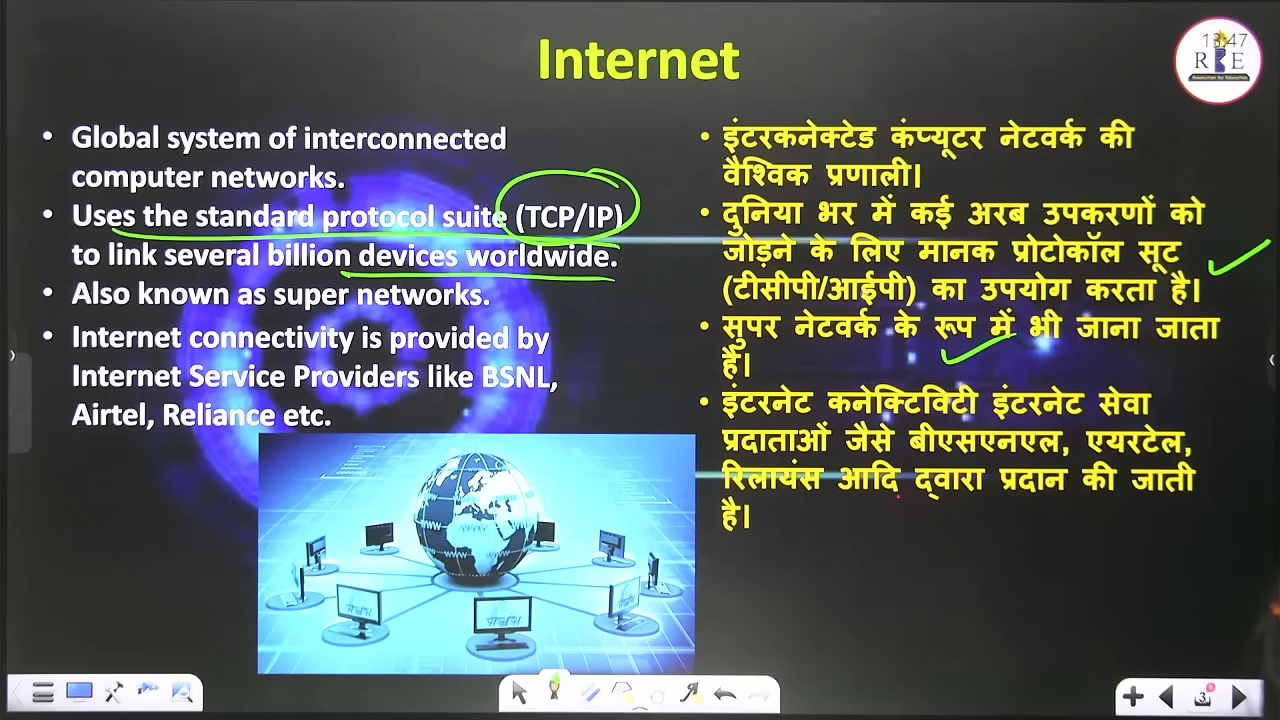 Internet
13:47
R E
• Global system of interconnected
computer networks.
• Uses the standard protocol suite (TCP/IP)
to link several billion devices worldwide.
• Also known as super networks.
• Internet connectivity is provided by
Internet Service Providers like BSNL,
Airtel, Reliance etc.
• इंटरकनेक्टेड कंप्यूटर नेटवर्क की
वैश्विक प्रणाली।
• दुनिया भर में कई अरब उपकरणों को
जोड़ने के लिए मानक प्रोटोकॉल सूट
(टीसीपी/आईपी) का उपयोग करता है।
• सुपर नेटवर्क के रूप में भी जाना जाता
है।
• इंटरनेट कनेक्टिविटी इंटरनेट सेवा
प्रदाताओं जैसे बीएसएनएल, एयरटेल,
रिलायंस आदि द्वारा प्रदान की जाती
है।
3